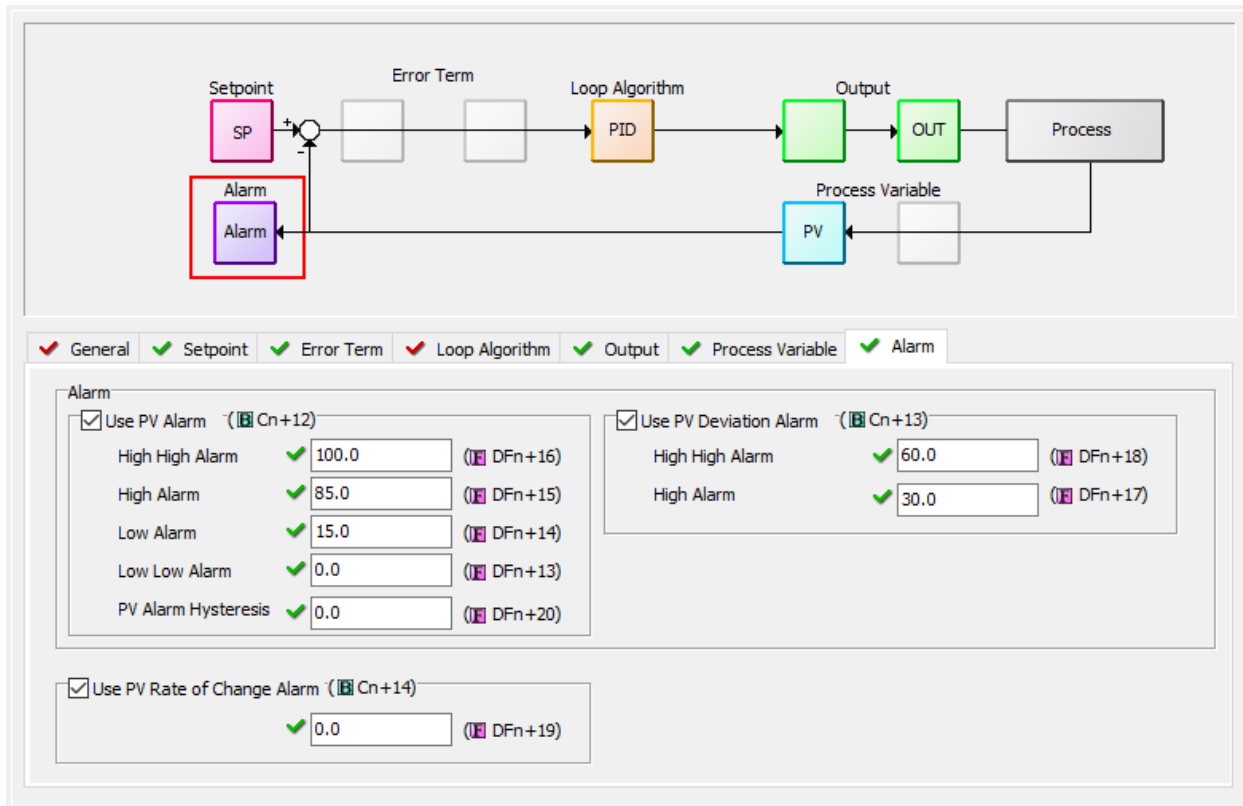 Setpoint
Error Term
Loop Algorithm
Output
SP
+
-
PID
OUT
Process
Alarm
Process Variable
Alarm
PV
General
Setpoint
Error Term
Loop Algorithm
Output
Process Variable
Alarm
Alarm
Use PV Alarm (B Cn+12)
High High Alarm 100.0 (F DFn+16)
High Alarm 85.0 (F DFn+15)
Low Alarm 15.0 (F DFn+14)
Low Low Alarm 0.0 (F DFn+13)
PV Alarm Hysteresis 0.0 (F DFn+20)
Use PV Deviation Alarm (B Cn+13)
High High Alarm 60.0 (F DFn+18)
High Alarm 30.0 (F DFn+17)
Use PV Rate of Change Alarm (B Cn+14)
0.0 (F DFn+19)